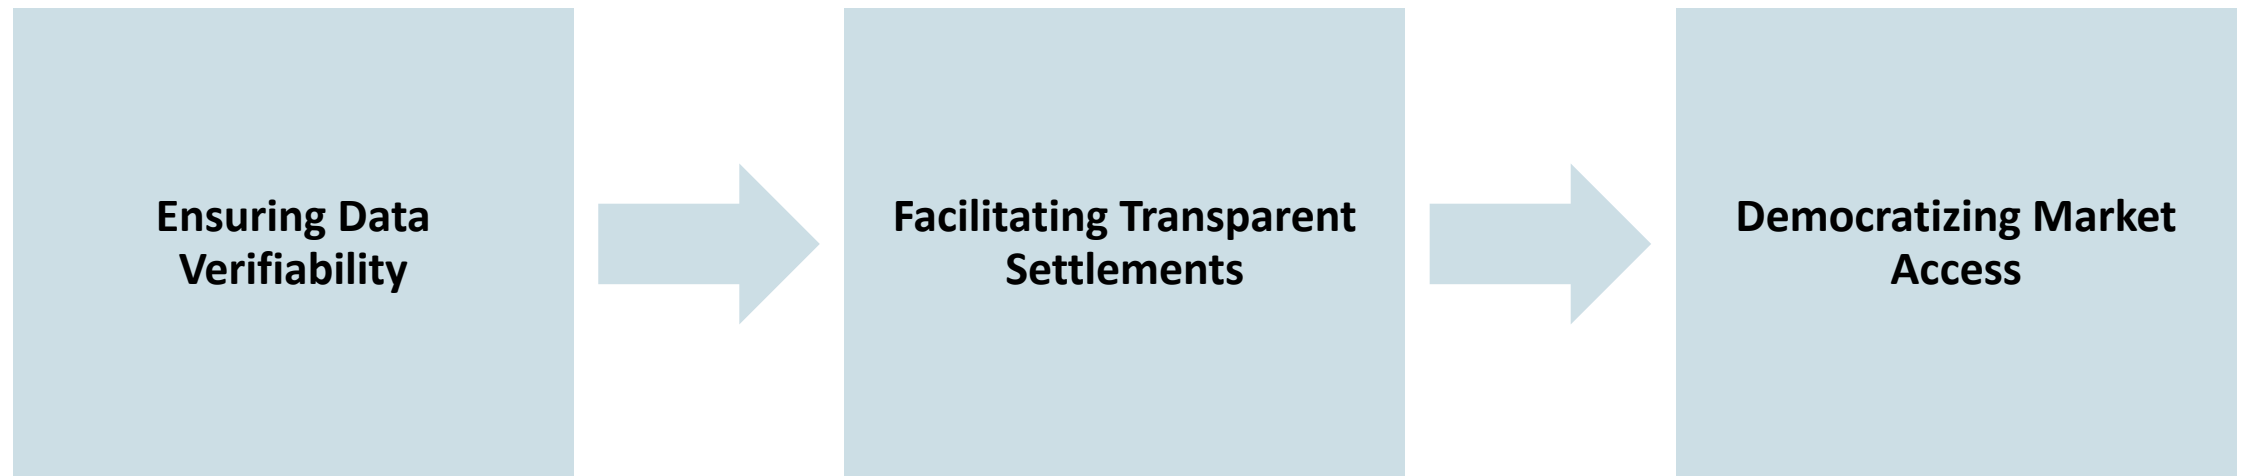 Ensuring Data
Verifiability
Facilitating Transparent
Settlements
Democratizing Market
Access